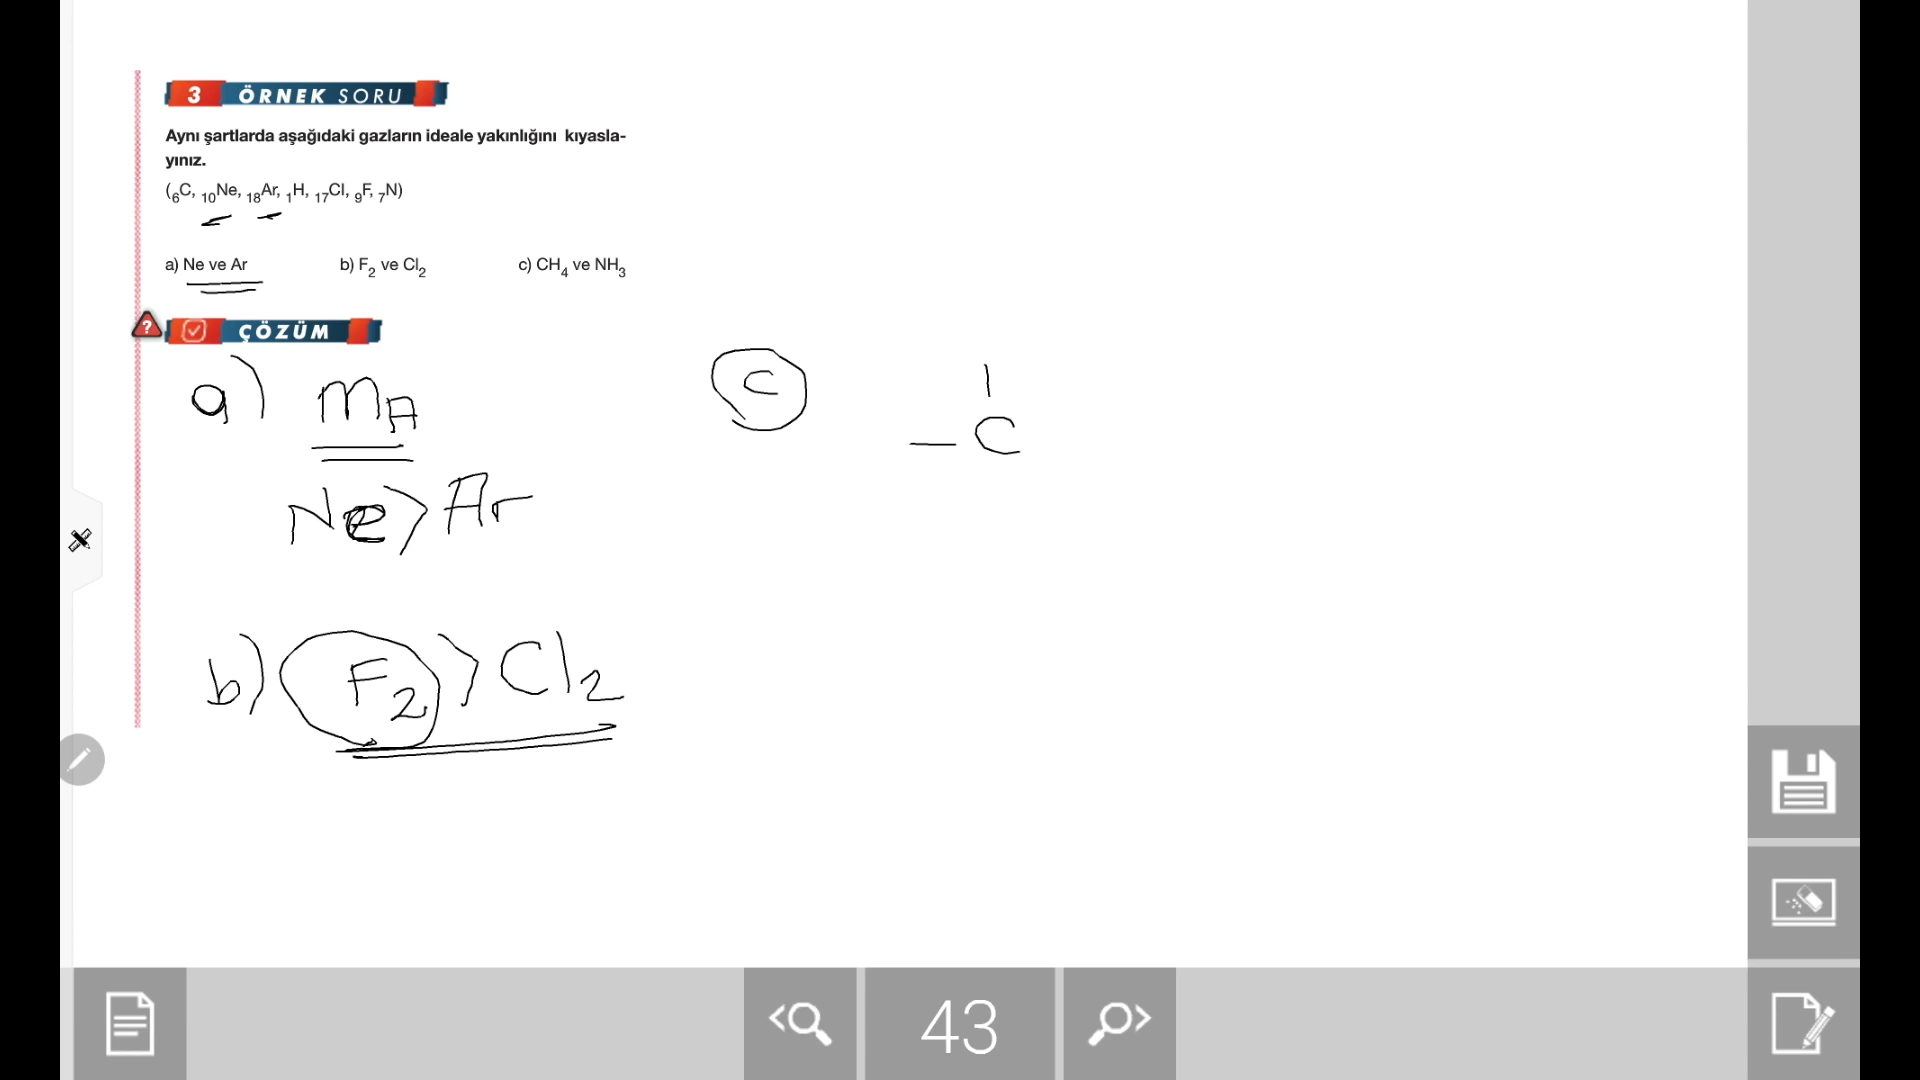 3 ÖRNEK SORU
Aynı şartlarda aşağıdaki gazların ideale yakınlığını kıyasla-
yınız.
(₆C, ₁₀Ne, ₁₈Ar, ₁H, ₁₇Cl, ₉F, ₇N)
a) Ne ve Ar b) F₂ ve Cl₂ c) CH₄ ve NH₃
?
ÇÖZÜM
a) mA
Ne > Ar
b) F₂ > Cl₂
C
C
43